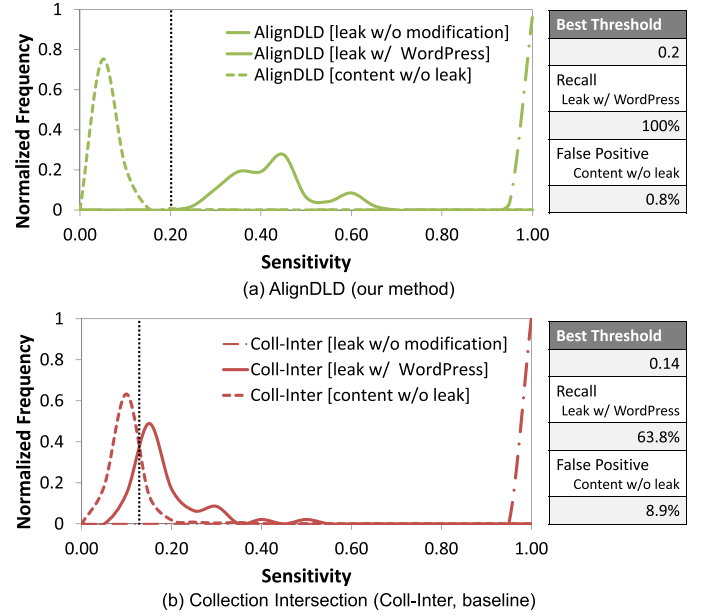 1
0.8
0.6
0.4
0.2
0
Normalized Frequency
AlignDLD [leak w/o modification]
AlignDLD [leak w/ WordPress]
AlignDLD [content w/o leak]
0.00 0.20 0.40 0.60 0.80 1.00
Sensitivity
Best Threshold
0.2
Recall
Leak w/ WordPress
100%
False Positive
Content w/o leak
0.8%
(a) AlignDLD (our method)
1
0.8
0.6
0.4
0.2
0
Normalized Frequency
Coll-Inter [leak w/o modification]
Coll-Inter [leak w/ WordPress]
Coll-Inter [content w/o leak]
0.00 0.20 0.40 0.60 0.80 1.00
Sensitivity
Best Threshold
0.14
Recall
Leak w/ WordPress
63.8%
False Positive
Content w/o leak
8.9%
(b) Collection Intersection (Coll-Inter, baseline)